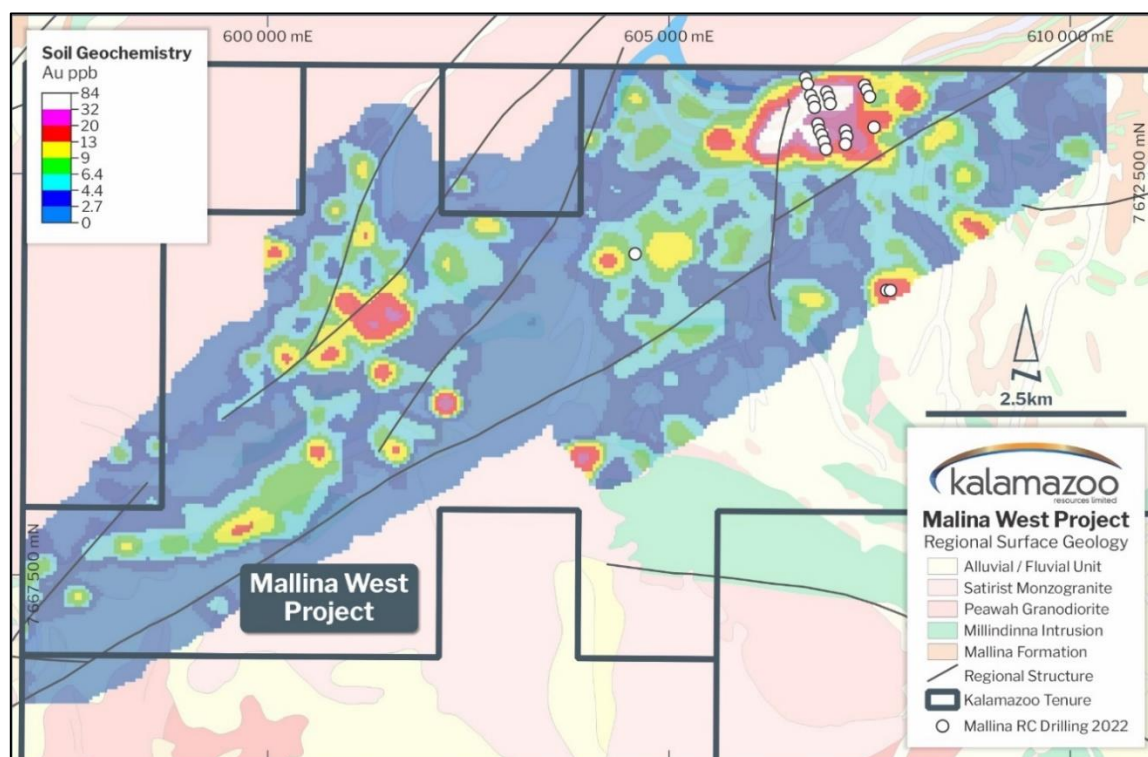 600 000 mE
605 000 mE
610 000 mE
Soil Geochemistry
Au ppb
84
32
20
13
9
6.4
4.4
2.7
0
7 672 500 mN
N
2.5km
7 667 500 mN
Mallina West
Project
kalamazoo
resources limited
Malina West Project
Regional Surface Geology
Alluvial / Fluvial Unit
Satirist Monzogranite
Peawah Granodiorite
Millindinna Intrusion
Mallina Formation
Regional Structure
Kalamazoo Tenure
Mallina RC Drilling 2022